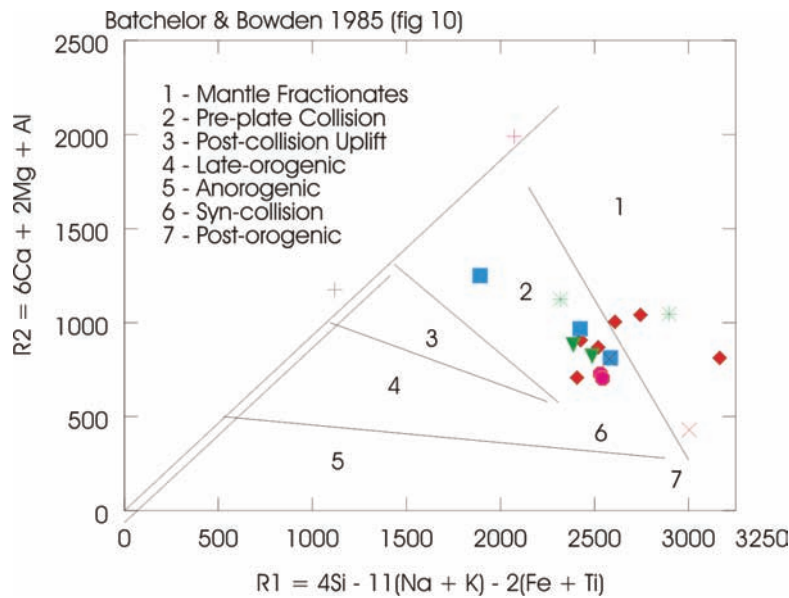 Batchelor & Bowden 1985 (fig 10)
2500
2000
1500
1000
500
0
R2 = 6Ca + 2Mg + Al
1 - Mantle Fractionates
2 - Pre-plate Collision
3 - Post-collision Uplift
4 - Late-orogenic
5 - Anorogenic
6 - Syn-collision
7 - Post-orogenic
1
2
3
4
5
6
7
0 500 1000 1500 2000 2500 3000 3250
R1 = 4Si - 11(Na + K) - 2(Fe + Ti)